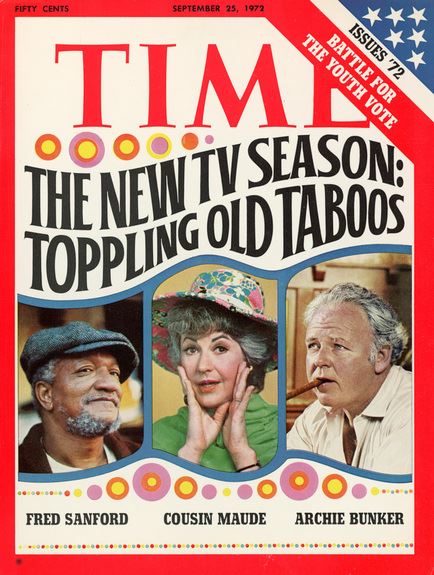 FIFTY CENTS
SEPTEMBER 25, 1972
ISSUES '72
BATTLE FOR
THE YOUTH VOTE
TIME
THE NEW TV SEASON:
TOPPLING OLD TABOOS
FRED SANFORD
COUSIN MAUDE
ARCHIE BUNKER